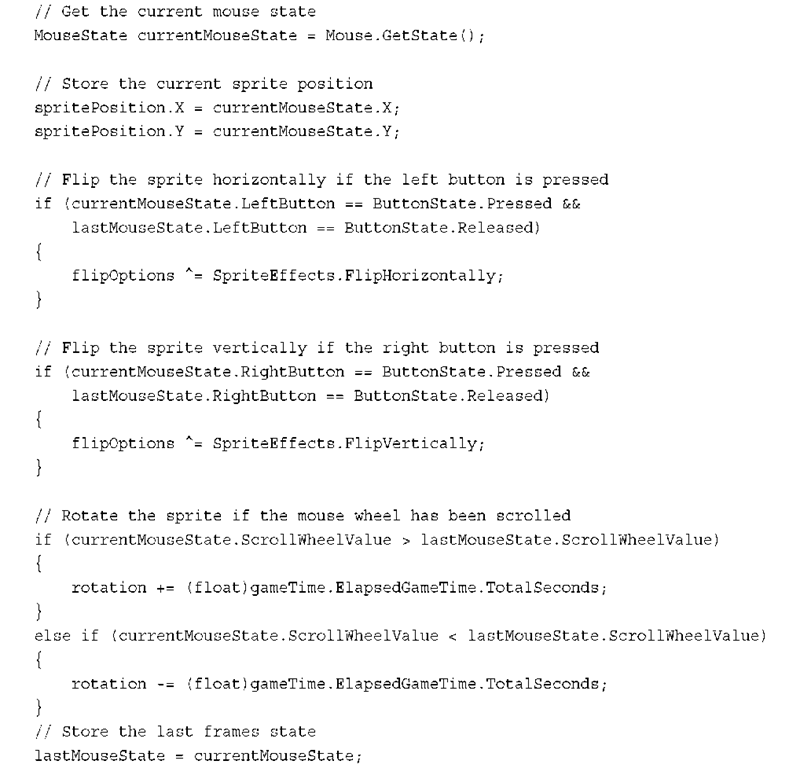 // Get the current mouse state
MouseState currentMouseState = Mouse.GetState();
// Store the current sprite position
spritePosition.X = currentMouseState.X;
spritePosition.Y = currentMouseState.Y;
// Flip the sprite horizontally if the left button is pressed
if (currentMouseState.LeftButton == ButtonState.Pressed &&
lastMouseState.LeftButton == ButtonState.Released)
{
flipOptions ^= SpriteEffects.FlipHorizontally;
}
// Flip the sprite vertically if the right button is pressed
if (currentMouseState.RightButton == ButtonState.Pressed &&
lastMouseState.RightButton == ButtonState.Released)
{
flipOptions ^= SpriteEffects.FlipVertically;
}
// Rotate the sprite if the mouse wheel has been scrolled
if (currentMouseState.ScrollWheelValue > lastMouseState.ScrollWheelValue)
{
rotation += (float)gameTime.ElapsedGameTime.TotalSeconds;
}
else if (currentMouseState.ScrollWheelValue < lastMouseState.ScrollWheelValue)
{
rotation -= (float)gameTime.ElapsedGameTime.TotalSeconds;
}
// Store the last frames state
lastMouseState = currentMouseState;